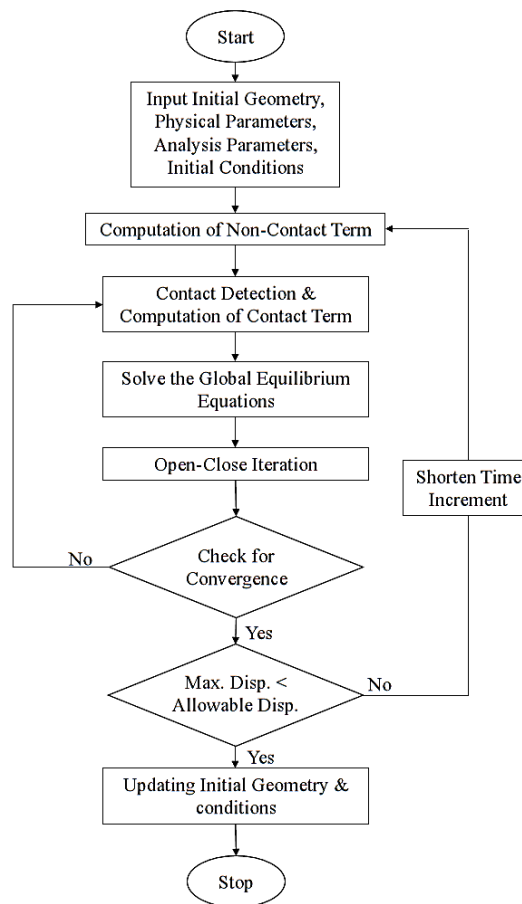 Start
Input Initial Geometry,
Physical Parameters,
Analysis Parameters,
Initial Conditions
Computation of Non-Contact Term
Contact Detection &
Computation of Contact Term
Solve the Global Equilibrium
Equations
Open-Close Iteration
Shorten Time
Increment
No
Check for
Convergence
Yes
Max. Disp. <
Allowable Disp.
No
Yes
Updating Initial Geometry &
conditions
Stop